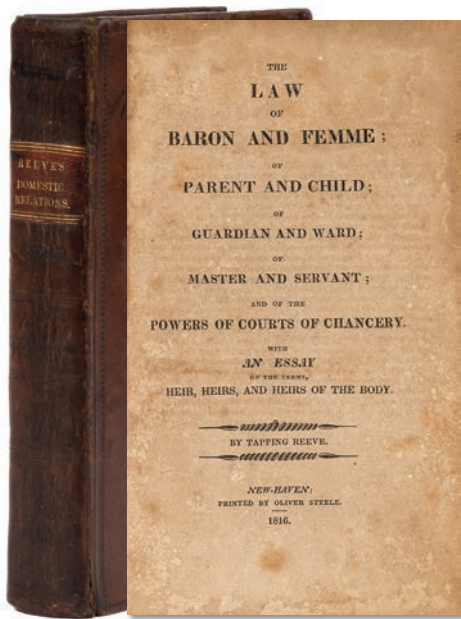 REEVE'S
DOMESTIC
RELATIONS.
THE
LAW
OF
BARON AND FEMME;
OF
PARENT AND CHILD;
OF
GUARDIAN AND WARD;
OF
MASTER AND SERVANT;
AND OF THE
POWERS OF COURTS OF CHANCERY.
WITH
AN ESSAY
ON THE TERMS,
HEIR, HEIRS, AND HEIRS OF THE BODY.
BY TAPPING REEVE.
NEW-HAVEN:
PRINTED BY OLIVER STEELE.
1816.